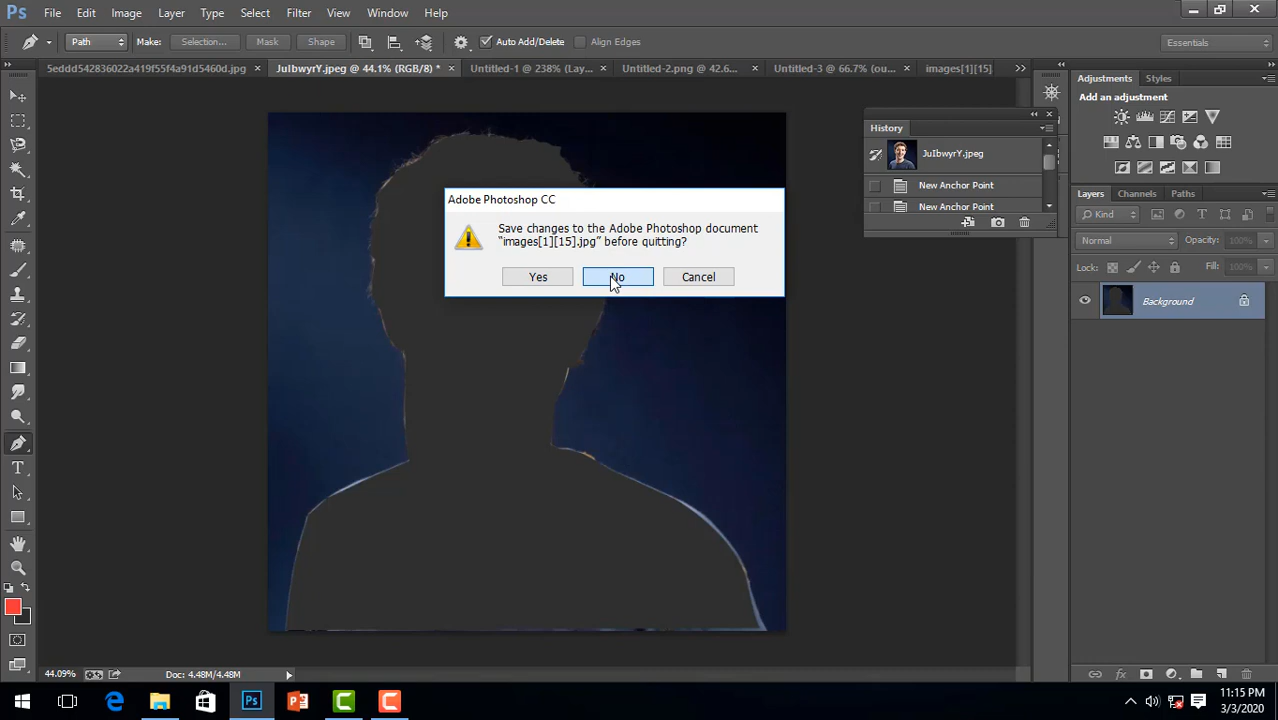 Ps File Edit Image Layer Type Select Filter View Window Help
Path Make: Selection... Mask Shape Auto Add/Delete Align Edges Essentials
5eddd542836022a419f55f4a91d5460d.jpg JuIbwyrY.jpeg @ 44.1% (RGB/8) * Untitled-1 @ 238% (Lay... Untitled-2.png @ 42.6... Untitled-3 @ 66.7% (ou... images[1][15]
Adjustments Styles
Add an adjustment
History
JuIbwyrY.jpeg
New Anchor Point
New Anchor Point
Adobe Photoshop CC
Save changes to the Adobe Photoshop document
“images[1][15].jpg” before quitting?
Yes No Cancel
Layers Channels Paths
Kind
Normal Opacity: 100%
Lock: Fill: 100%
Background
44.09% Doc: 4.48M/4.48M
11:15 PM
3/3/2020